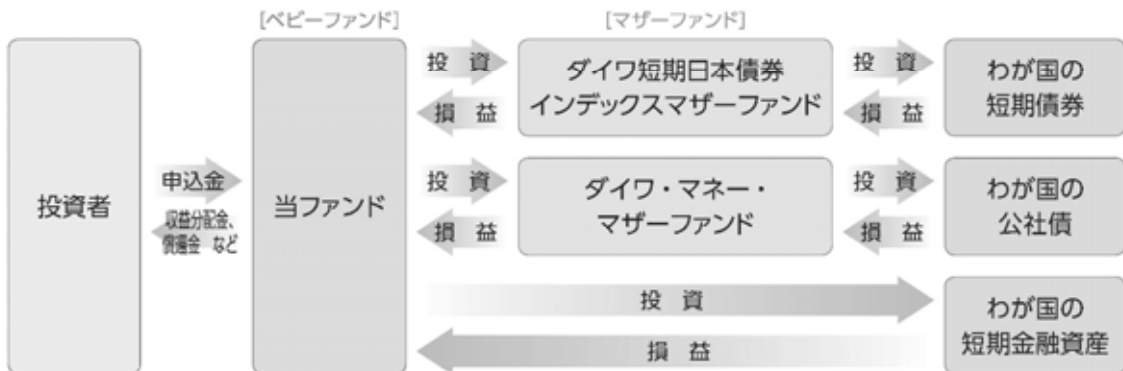 [ベビーファンド]
[マザーファンド]
投資者
申込金
収益分配金、
償還金 など
当ファンド
投 資
損 益
ダイワ短期日本債券
インデックスマザーファンド
投 資
損 益
わが国の
短期債券
投 資
損 益
ダイワ・マネー・
マザーファンド
投 資
損 益
わが国の
公社債
投 資
損 益
わが国の
短期金融資産